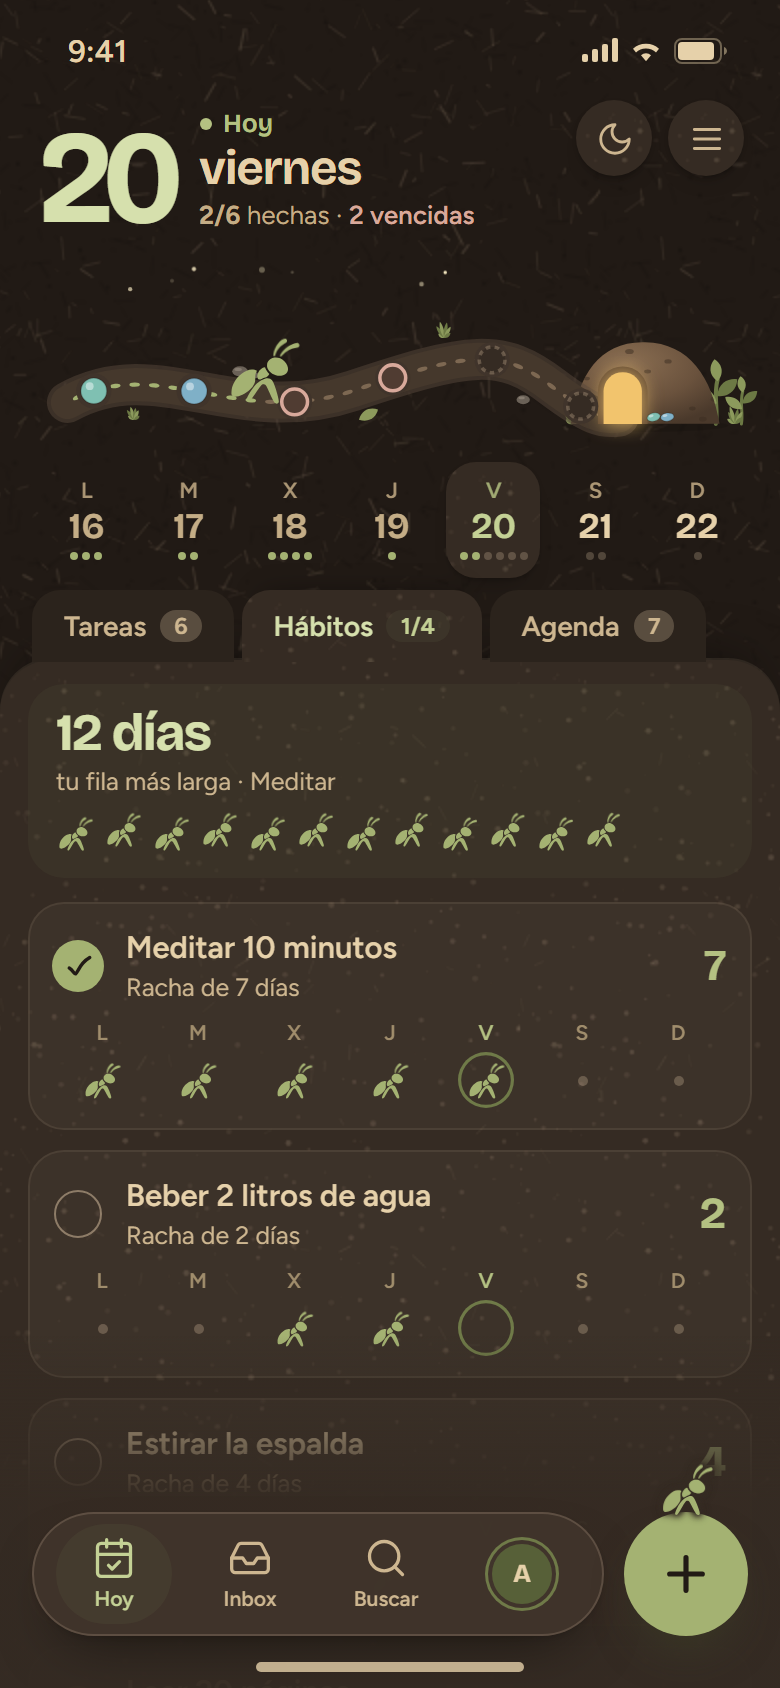 9:41
20
Hoy
viernes
2/6 hechas · 2 vencidas
L M X J V S D
16 17 18 19 20 21 22
Tareas 6 Hábitos 1/4 Agenda 7
12 días
tu fila más larga · Meditar
Meditar 10 minutos
7
Racha de 7 días
L M X J V S D
Beber 2 litros de agua
2
Racha de 2 días
L M X J V S D
Estirar la espalda
4
Racha de 4 días
Hoy Inbox Buscar A